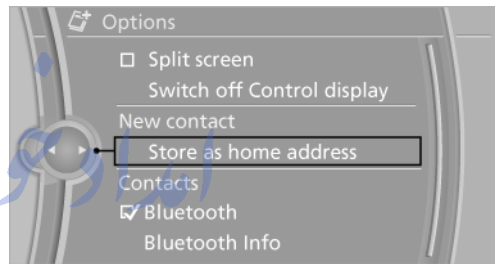 Options
Split screen
Switch off Control display
New contact
Store as home address
Contacts
Bluetooth
Bluetooth Info